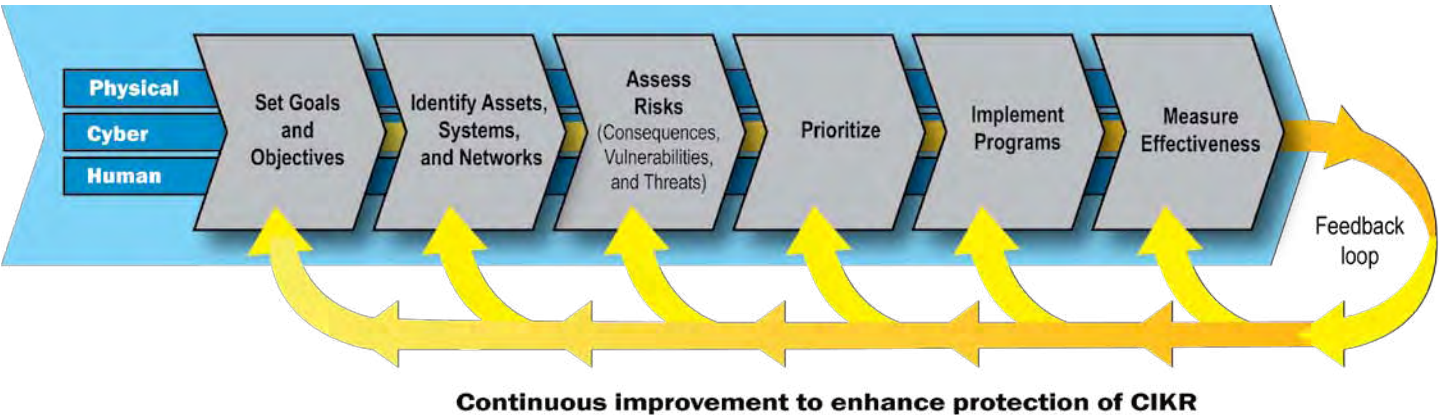 Physical
Cyber
Human
Set Goals
and
Objectives
Identify Assets,
Systems,
and Networks
Assess
Risks
(Consequences,
Vulnerabilities,
and Threats)
Prioritize
Implement
Programs
Measure
Effectiveness
Feedback
loop
Continuous improvement to enhance protection of CIKR